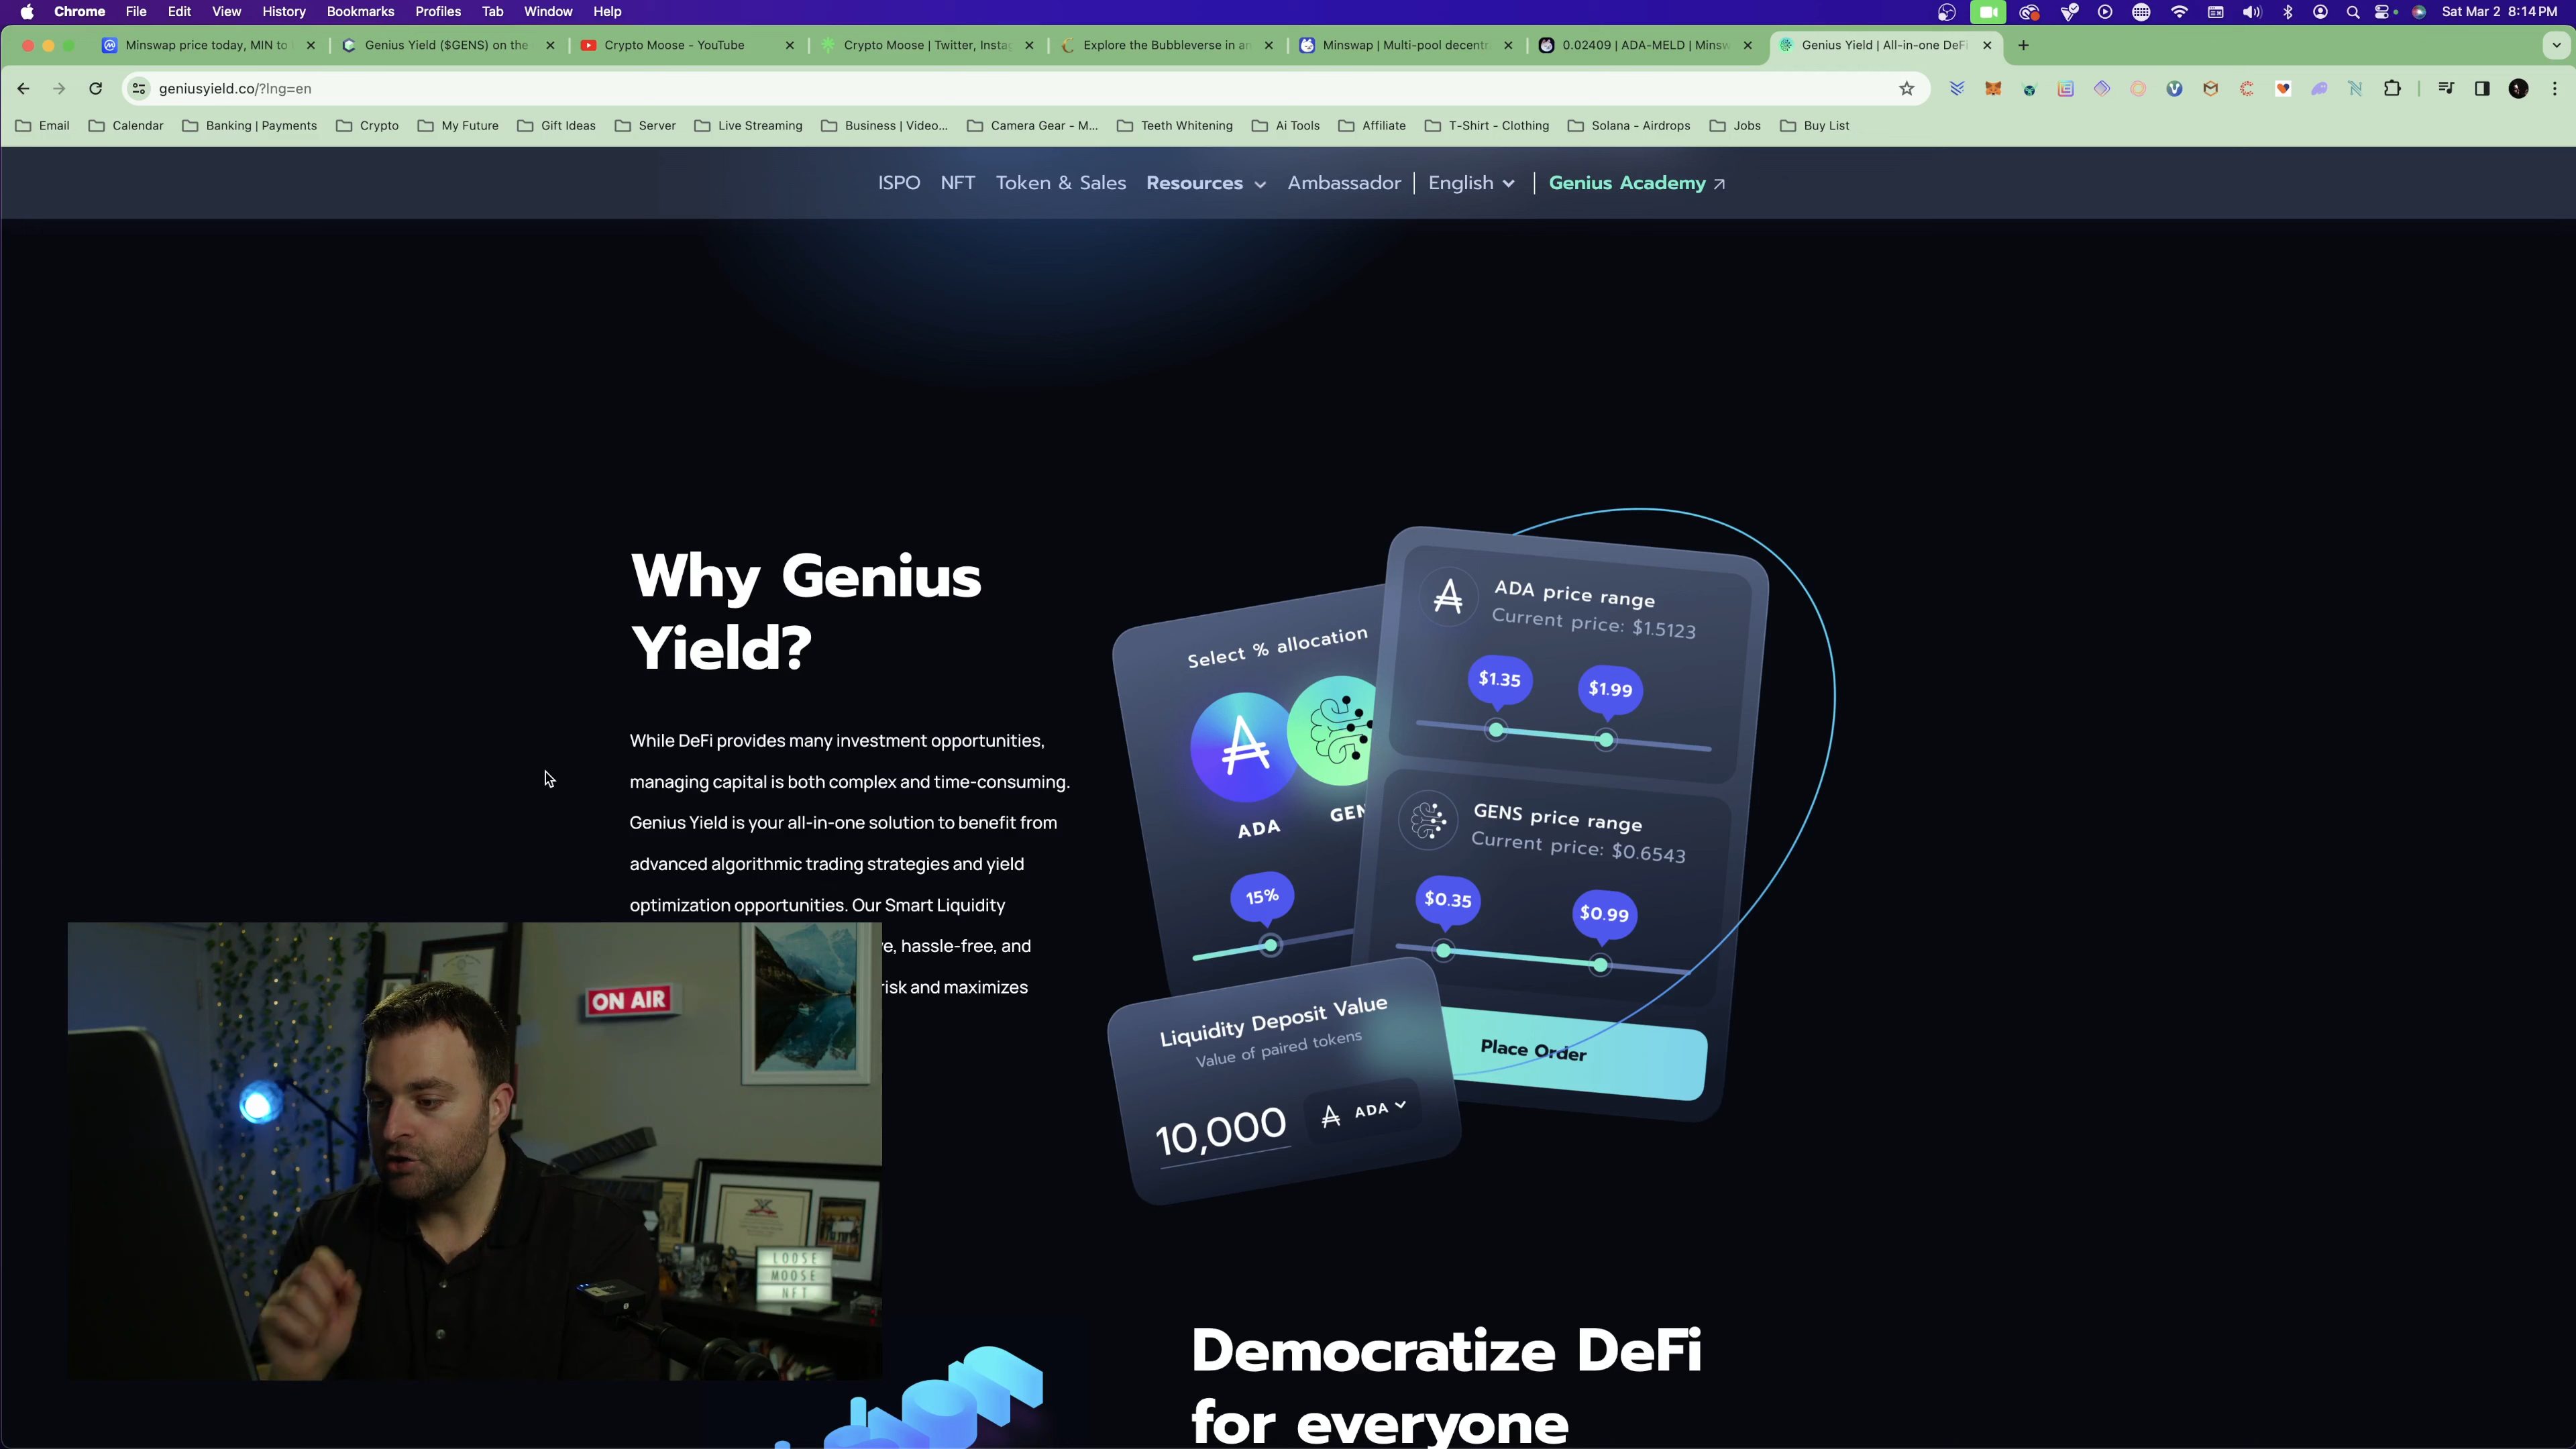 Chrome File Edit View History Bookmarks Profiles Tab Window Help Sat Mar 2 8:14 PM
Minswap price today, MIN to Genius Yield ($GENS) on the Crypto Moose - YouTube Crypto Moose | Twitter, Insta Explore the Bubbleverse in an Minswap | Multi-pool decentr 0.02409 | ADA-MELD | Minsw Genius Yield | All-in-one DeFi
geniusyield.co/?lng=en
Email Calendar Banking | Payments Crypto My Future Gift Ideas Server Live Streaming Business | Video... Camera Gear - M... Teeth Whitening Ai Tools Affiliate T-Shirt - Clothing Solana - Airdrops Jobs Buy List
ISPO NFT Token & Sales Resources Ambassador English Genius Academy
Why Genius
Yield?
While DeFi provides many investment opportunities,
managing capital is both complex and time-consuming.
Genius Yield is your all-in-one solution to benefit from
advanced algorithmic trading strategies and yield
optimization opportunities. Our Smart Liquidity
e, hassle-free, and
risk and maximizes
Select % allocation
ADA
GEN
15%
ADA price range
Current price: $1.5123
$1.35
$1.99
GENS price range
Current price: $0.6543
$0.35
$0.99
Place Order
Liquidity Deposit Value
Value of paired tokens
10,000
ADA
ON AIR
LOOSE
MOOSE
NFT
Democratize DeFi
for everyone